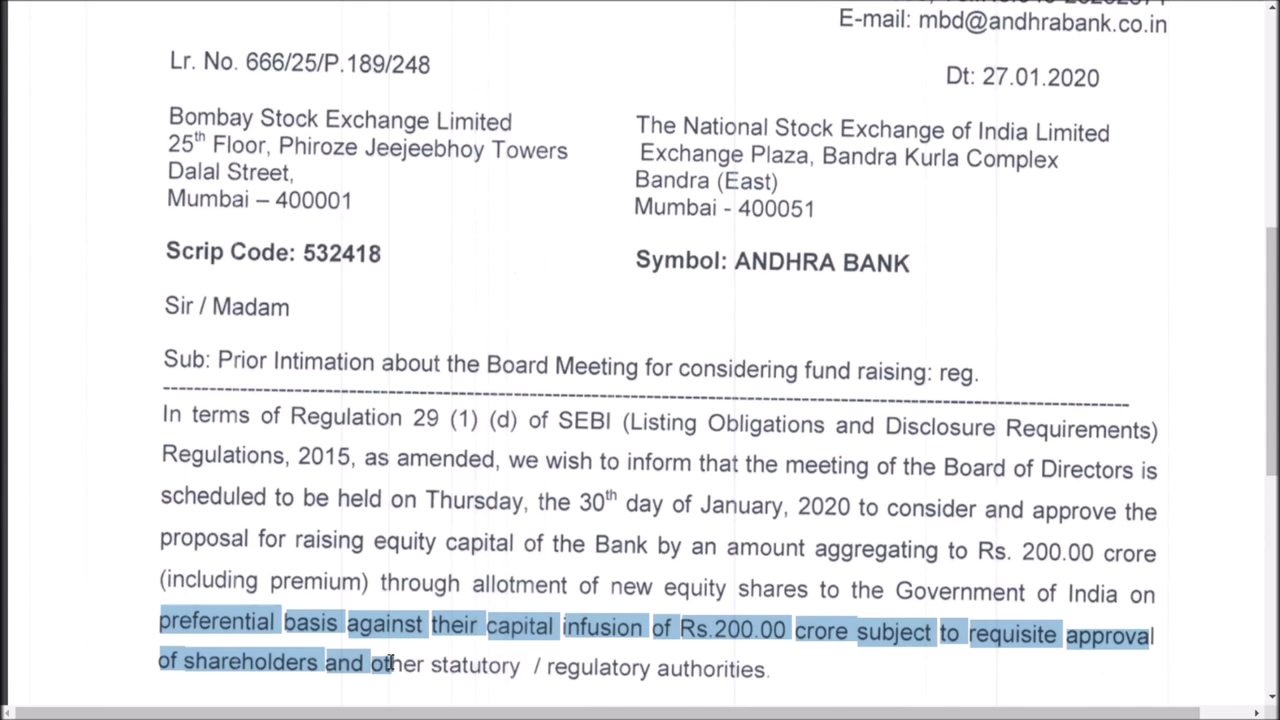 E-mail: mbd@andhrabank.co.in
Lr. No. 666/25/P.189/248
Dt: 27.01.2020
Bombay Stock Exchange Limited
25th Floor, Phiroze Jeejeebhoy Towers
Dalal Street,
Mumbai – 400001
The National Stock Exchange of India Limited
Exchange Plaza, Bandra Kurla Complex
Bandra (East)
Mumbai - 400051
Scrip Code: 532418
Symbol: ANDHRA BANK
Sir / Madam
Sub: Prior Intimation about the Board Meeting for considering fund raising: reg.
In terms of Regulation 29 (1) (d) of SEBI (Listing Obligations and Disclosure Requirements)
Regulations, 2015, as amended, we wish to inform that the meeting of the Board of Directors is
scheduled to be held on Thursday, the 30th day of January, 2020 to consider and approve the
proposal for raising equity capital of the Bank by an amount aggregating to Rs. 200.00 crore
(including premium) through allotment of new equity shares to the Government of India on
preferential basis against their capital infusion of Rs.200.00 crore subject to requisite approval
of shareholders and other statutory / regulatory authorities.